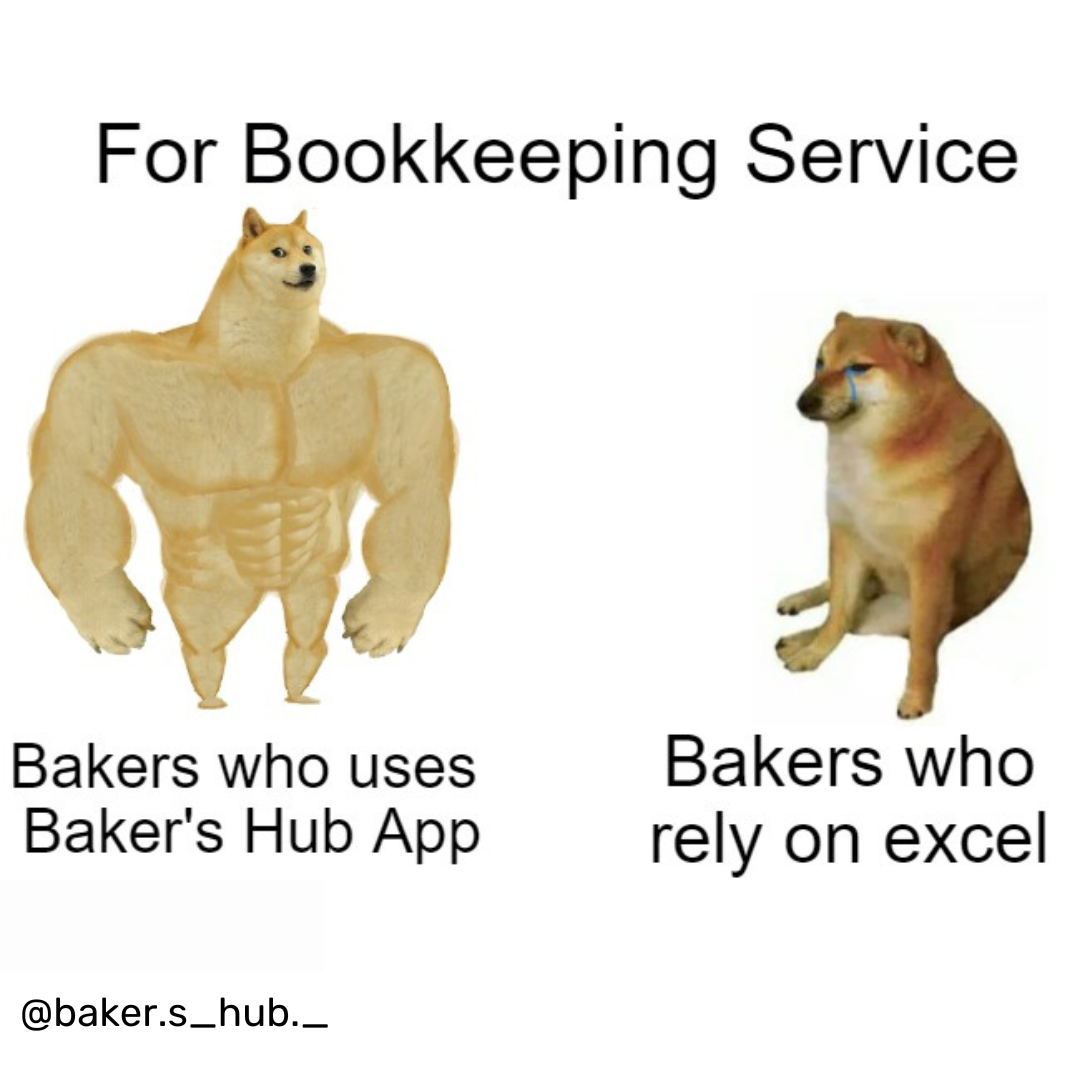 For Bookkeeping Service
Bakers who uses
Baker's Hub App
Bakers who
rely on excel
@baker.s_hub._